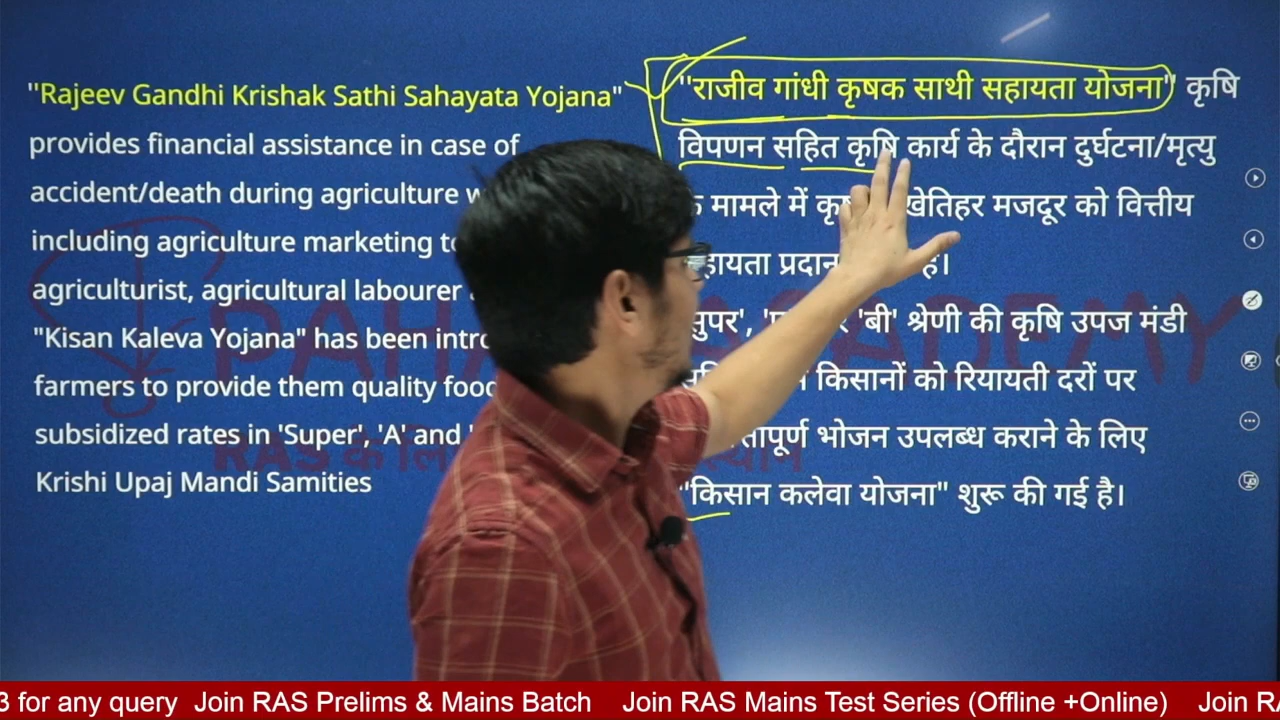 "Rajeev Gandhi Krishak Sathi Sahayata Yojana"
provides financial assistance in case of
accident/death during agriculture
including agriculture marketing
agriculturist, agricultural labourer
"Kisan Kaleva Yojana" has been
farmers to provide them quality
subsidized rates in 'Super', 'A' and
Krishi Upaj Mandi Samities
"राजीव गांधी कृषक साथी सहायता योजना" कृषि
विपणन सहित कृषि कार्य के दौरान दुर्घटना/मृत्यु
मामले में खेतिहर मजदूर को वित्तीय
प्रदान है।
'बी' श्रेणी की कृषि उपज मंडी
किसानों को रियायती दरों पर
भोजन उपलब्ध कराने के लिए
"किसान कलेवा योजना" शुरू की गई है।
ACADEMY
RAS के
3 for any query Join RAS Prelims & Mains Batch Join RAS Mains Test Series (Offline +Online) Join